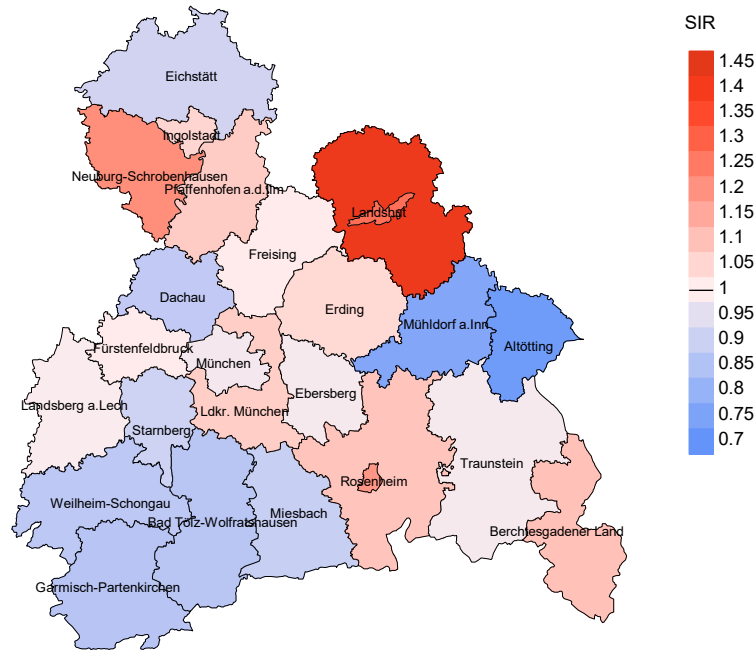 SIR
1.45
1.4
1.35
1.3
1.25
1.2
1.15
1.1
1.05
1
0.95
0.9
0.85
0.8
0.75
0.7
Eichstätt
Ingolstadt
Neuburg-Schrobenhausen
Pfaffenhofen a.d.Ilm
Landshut
Freising
Dachau
Erding
Mühldorf a.Inn
Altötting
Fürstenfeldbruck
München
Ebersberg
Landsberg a.Lech
Ldkr. München
Starnberg
Traunstein
Rosenheim
Weilheim-Schongau
Miesbach
Bad Tölz-Wolfratshausen
Berchtesgadener Land
Garmisch-Partenkirchen